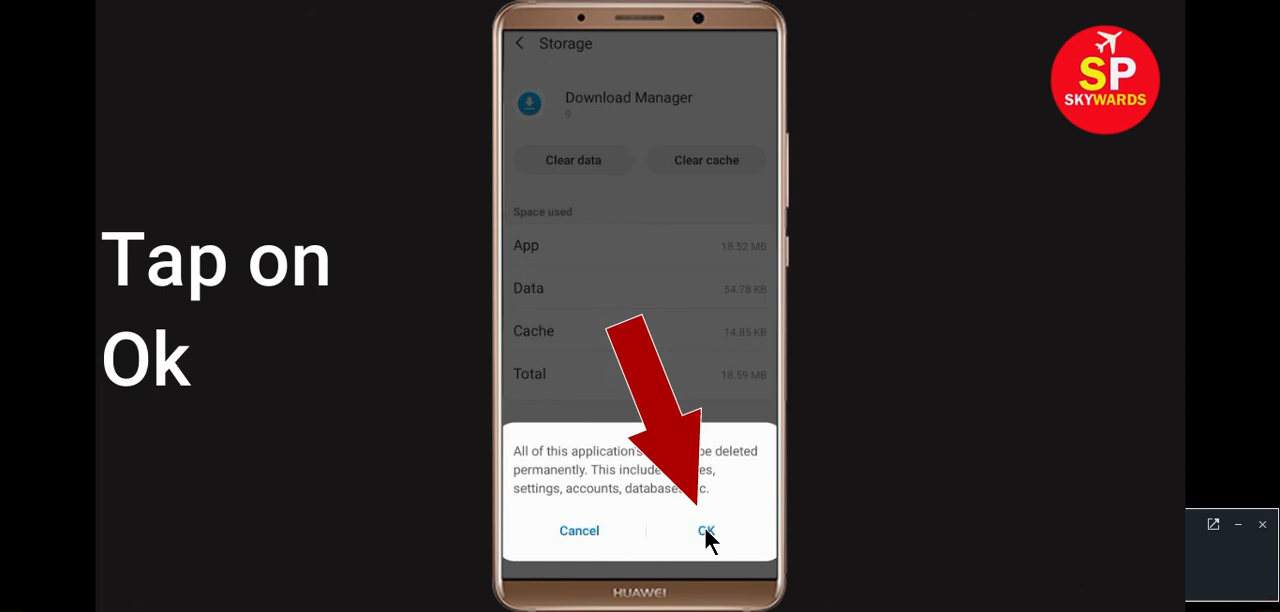 Storage
Download Manager
9
Clear data
Clear cache
Space used
App
18.52 MB
Data
54.78 KB
Cache
14.85 KB
Total
18.59 MB
All of this application's be deleted
permanently. This
settings, accounts,
Cancel
OK
HUAWEI
Tap on
Ok
SP
SKYWARDS